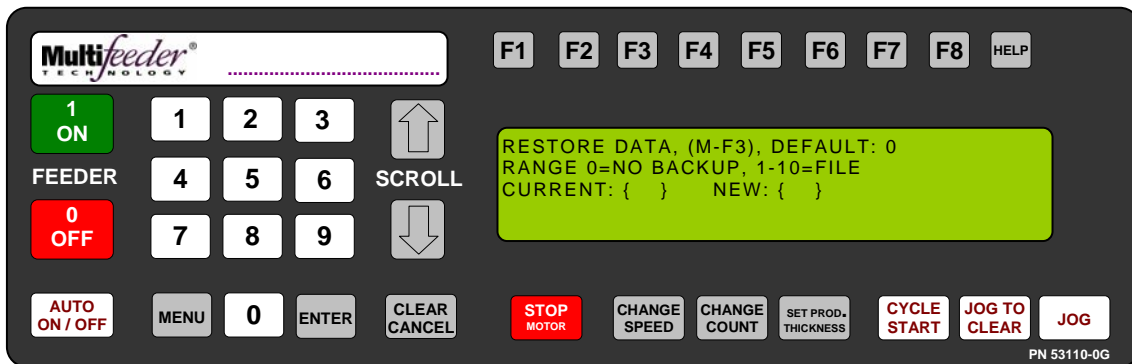 Multifeeder®
TECHNOLOGY
F1 F2 F3 F4 F5 F6 F7 F8 HELP
1
ON
FEEDER
0
OFF
1 2 3
4 5 6
7 8 9
SCROLL
RESTORE DATA, (M-F3), DEFAULT: 0
RANGE 0=NO BACKUP, 1-10=FILE
CURRENT: { } NEW: { }
AUTO
ON / OFF
MENU
0
ENTER
CLEAR
CANCEL
STOP
MOTOR
CHANGE
SPEED
CHANGE
COUNT
SET PROD.
THICKNESS
CYCLE
START
JOG TO
CLEAR
JOG
PN 53110-0G